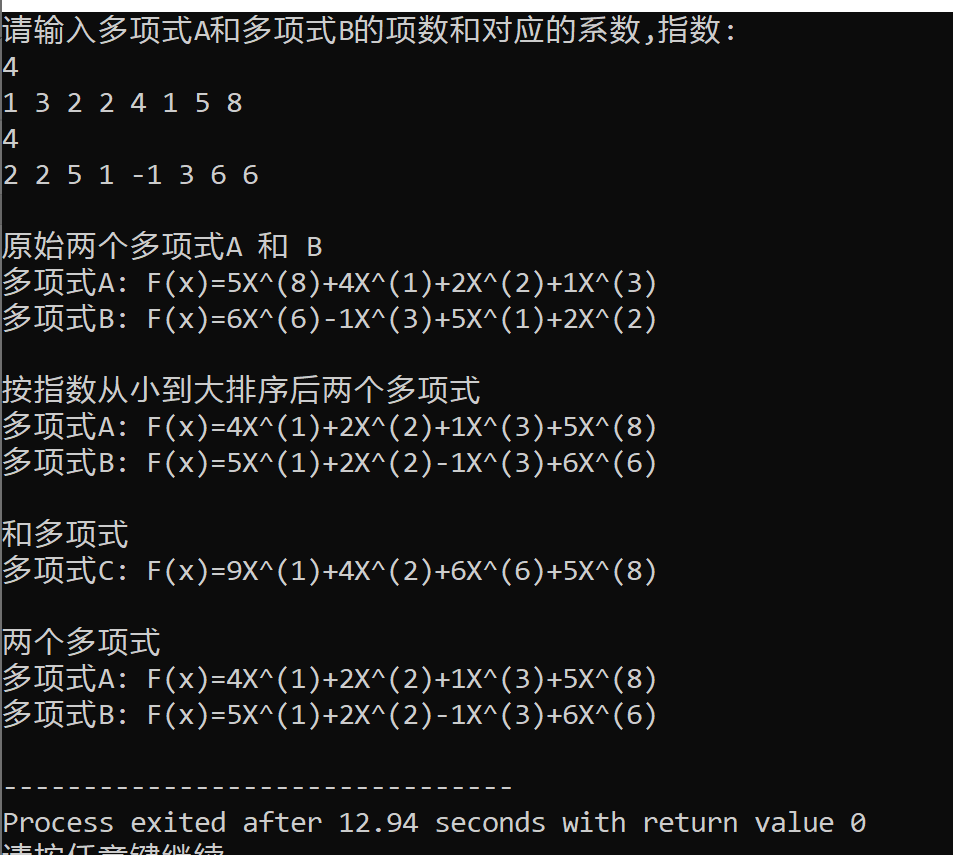 请输入多项式A和多项式B的项数和对应的系数,指数:
4
1 3 2 2 4 1 5 8
4
2 2 5 1 -1 3 6 6
原始两个多项式A 和 B
多项式A: F(x)=5X^(8)+4X^(1)+2X^(2)+1X^(3)
多项式B: F(x)=6X^(6)-1X^(3)+5X^(1)+2X^(2)
按指数从小到大排序后两个多项式
多项式A: F(x)=4X^(1)+2X^(2)+1X^(3)+5X^(8)
多项式B: F(x)=5X^(1)+2X^(2)-1X^(3)+6X^(6)
和多项式
多项式C: F(x)=9X^(1)+4X^(2)+6X^(6)+5X^(8)
两个多项式
多项式A: F(x)=4X^(1)+2X^(2)+1X^(3)+5X^(8)
多项式B: F(x)=5X^(1)+2X^(2)-1X^(3)+6X^(6)
--------------------------------
Process exited after 12.94 seconds with return value 0
请按任意键继续